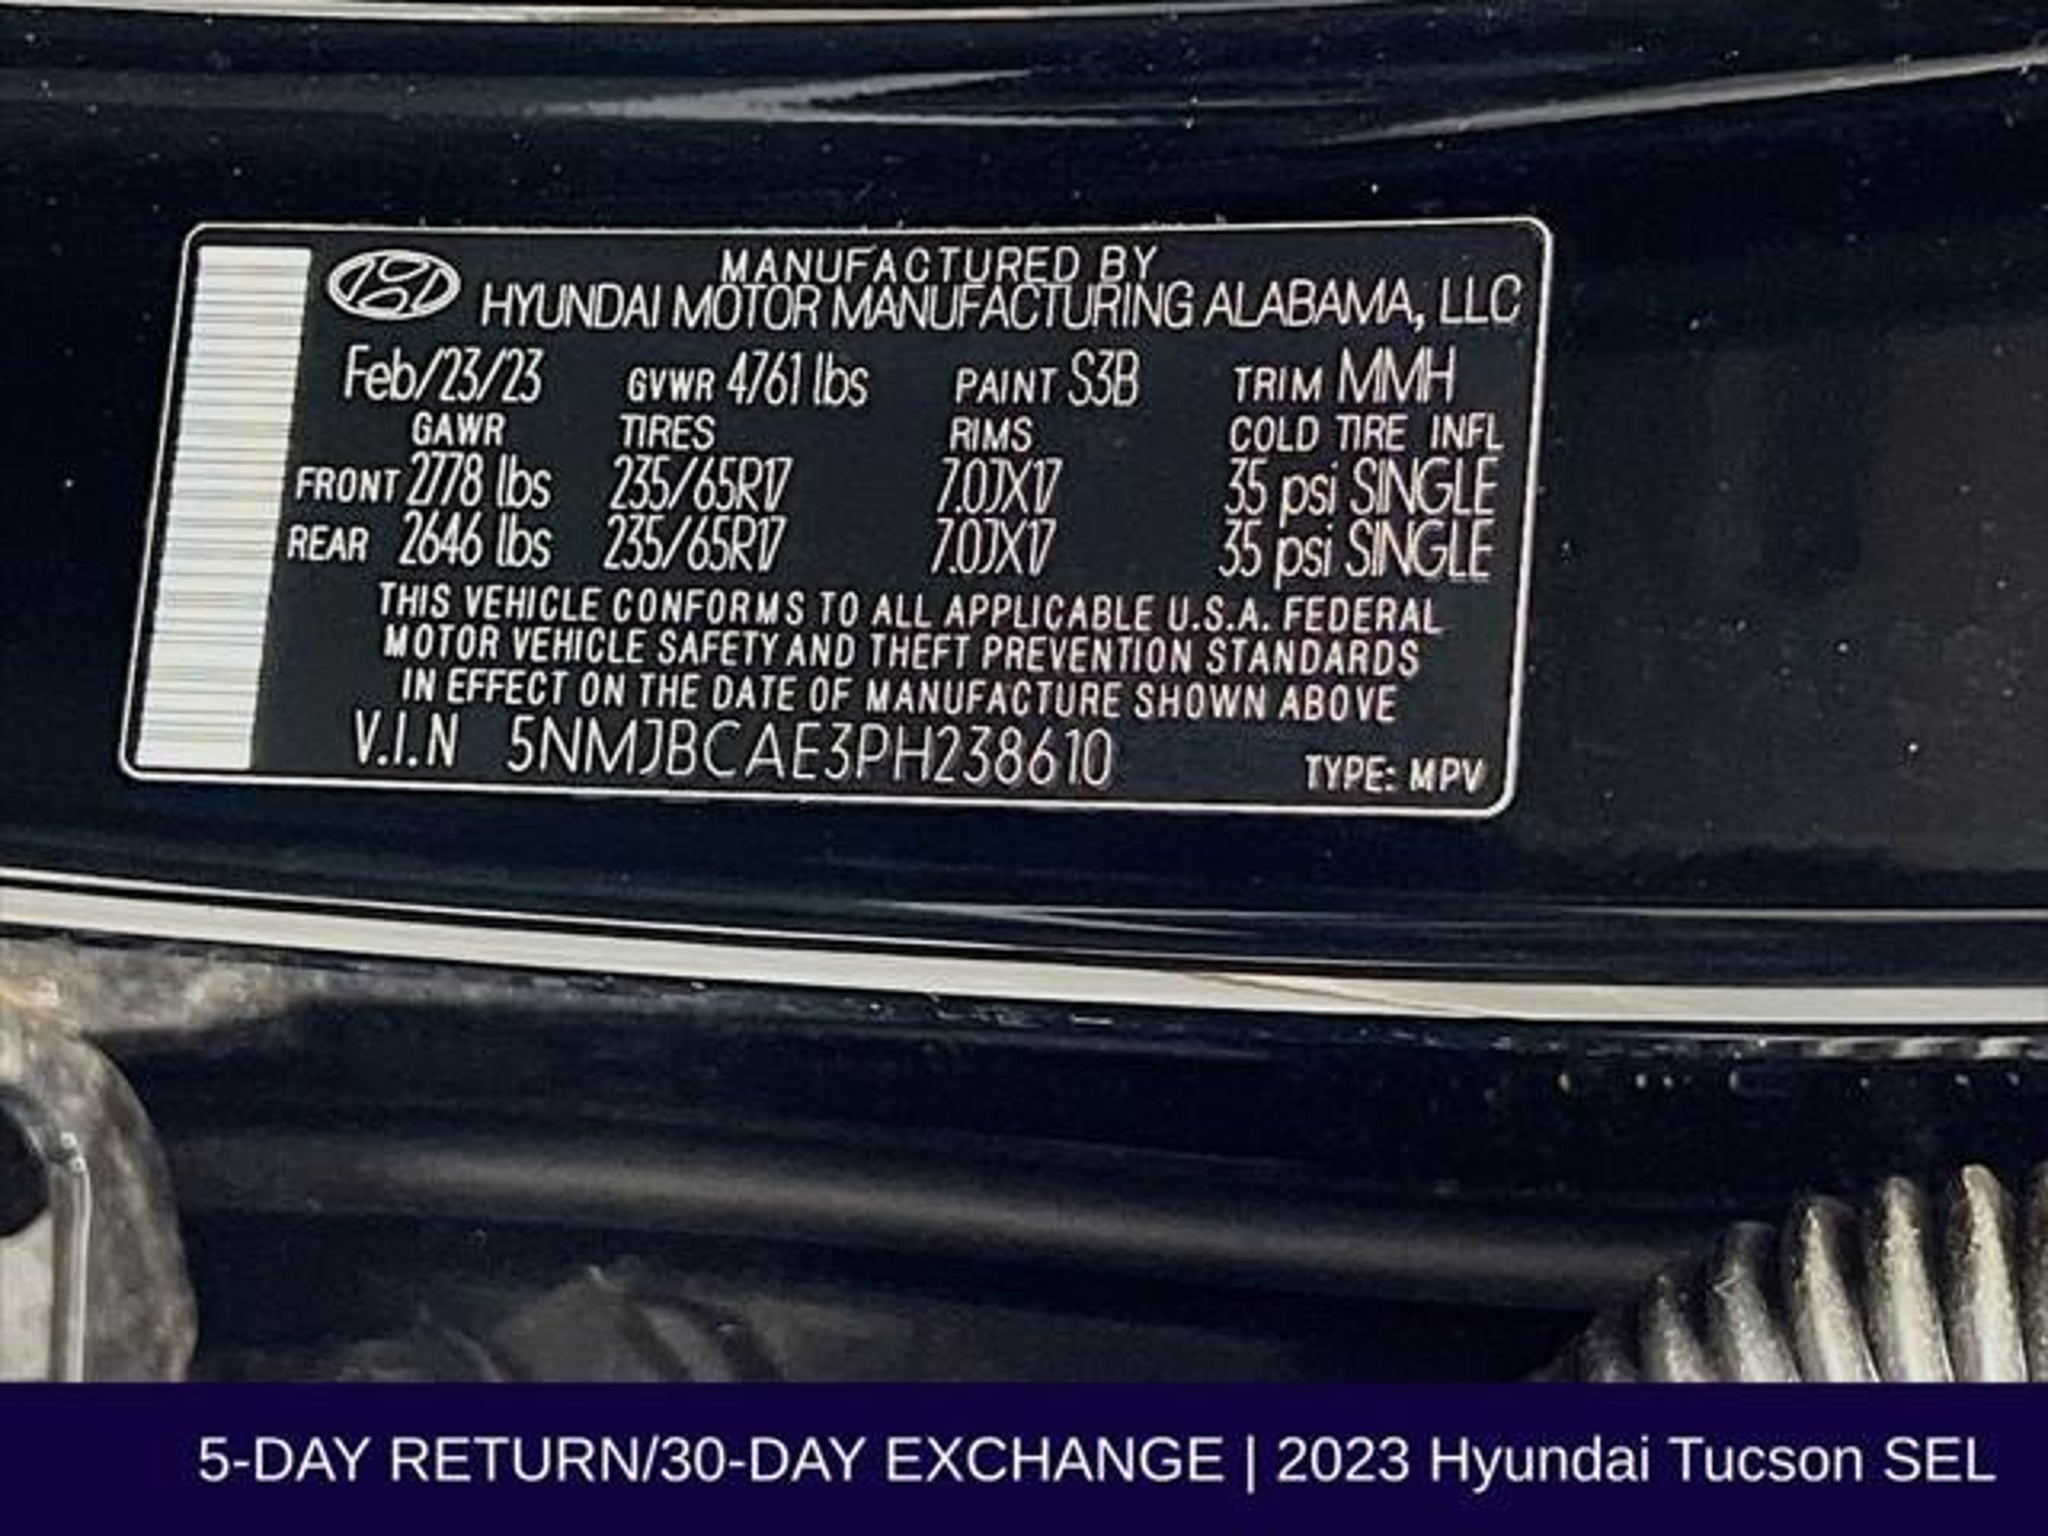 MANUFACTURED BY
HYUNDAI MOTOR MANUFACTURING ALABAMA, LLC
Feb/23/23 GVWR 4761 lbs PAINT S3B TRIM MMH
GAWR TIRES RIMS COLD TIRE INFL
FRONT 2778 lbs 235/65R17 7.0JX17 35 psi SINGLE
REAR 2646 lbs 235/65R17 7.0JX17 35 psi SINGLE
THIS VEHICLE CONFORMS TO ALL APPLICABLE U.S.A. FEDERAL
MOTOR VEHICLE SAFETY AND THEFT PREVENTION STANDARDS
IN EFFECT ON THE DATE OF MANUFACTURE SHOWN ABOVE
V.I.N 5NMJBCAE3PH238610 TYPE: MPV
5-DAY RETURN/30-DAY EXCHANGE | 2023 Hyundai Tucson SEL